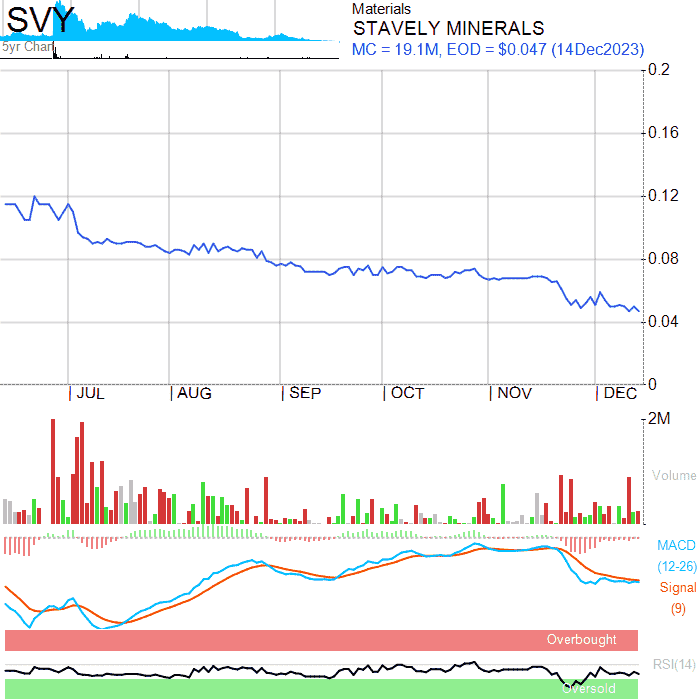 SVY
5yr Chart
Materials
STAVELY MINERALS
MC = 19.1M, EOD = $0.047 (14Dec2023)
0.2
0.16
0.12
0.08
0.04
0
JUL AUG SEP OCT NOV DEC
2M
Volume
MACD
(12-26)
Signal
(9)
Overbought
RSI(14)
Oversold